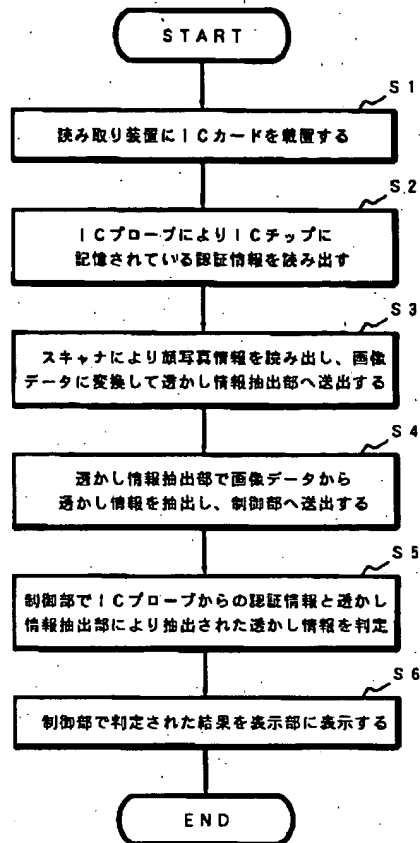 START
S1
読み取り装置にICカードを載置する
S2
ICプローブによりICチップに
記憶されている認証情報を読み出す
S3
スキャナにより顔写真情報を読み出し、画像
データに変換して透かし情報抽出部へ送出する
S4
透かし情報抽出部で画像データから
透かし情報を抽出し、制御部へ送出する
S5
制御部でICプローブからの認証情報と透かし
情報抽出部により抽出された透かし情報を判定
S6
制御部で判定された結果を表示部に表示する
END